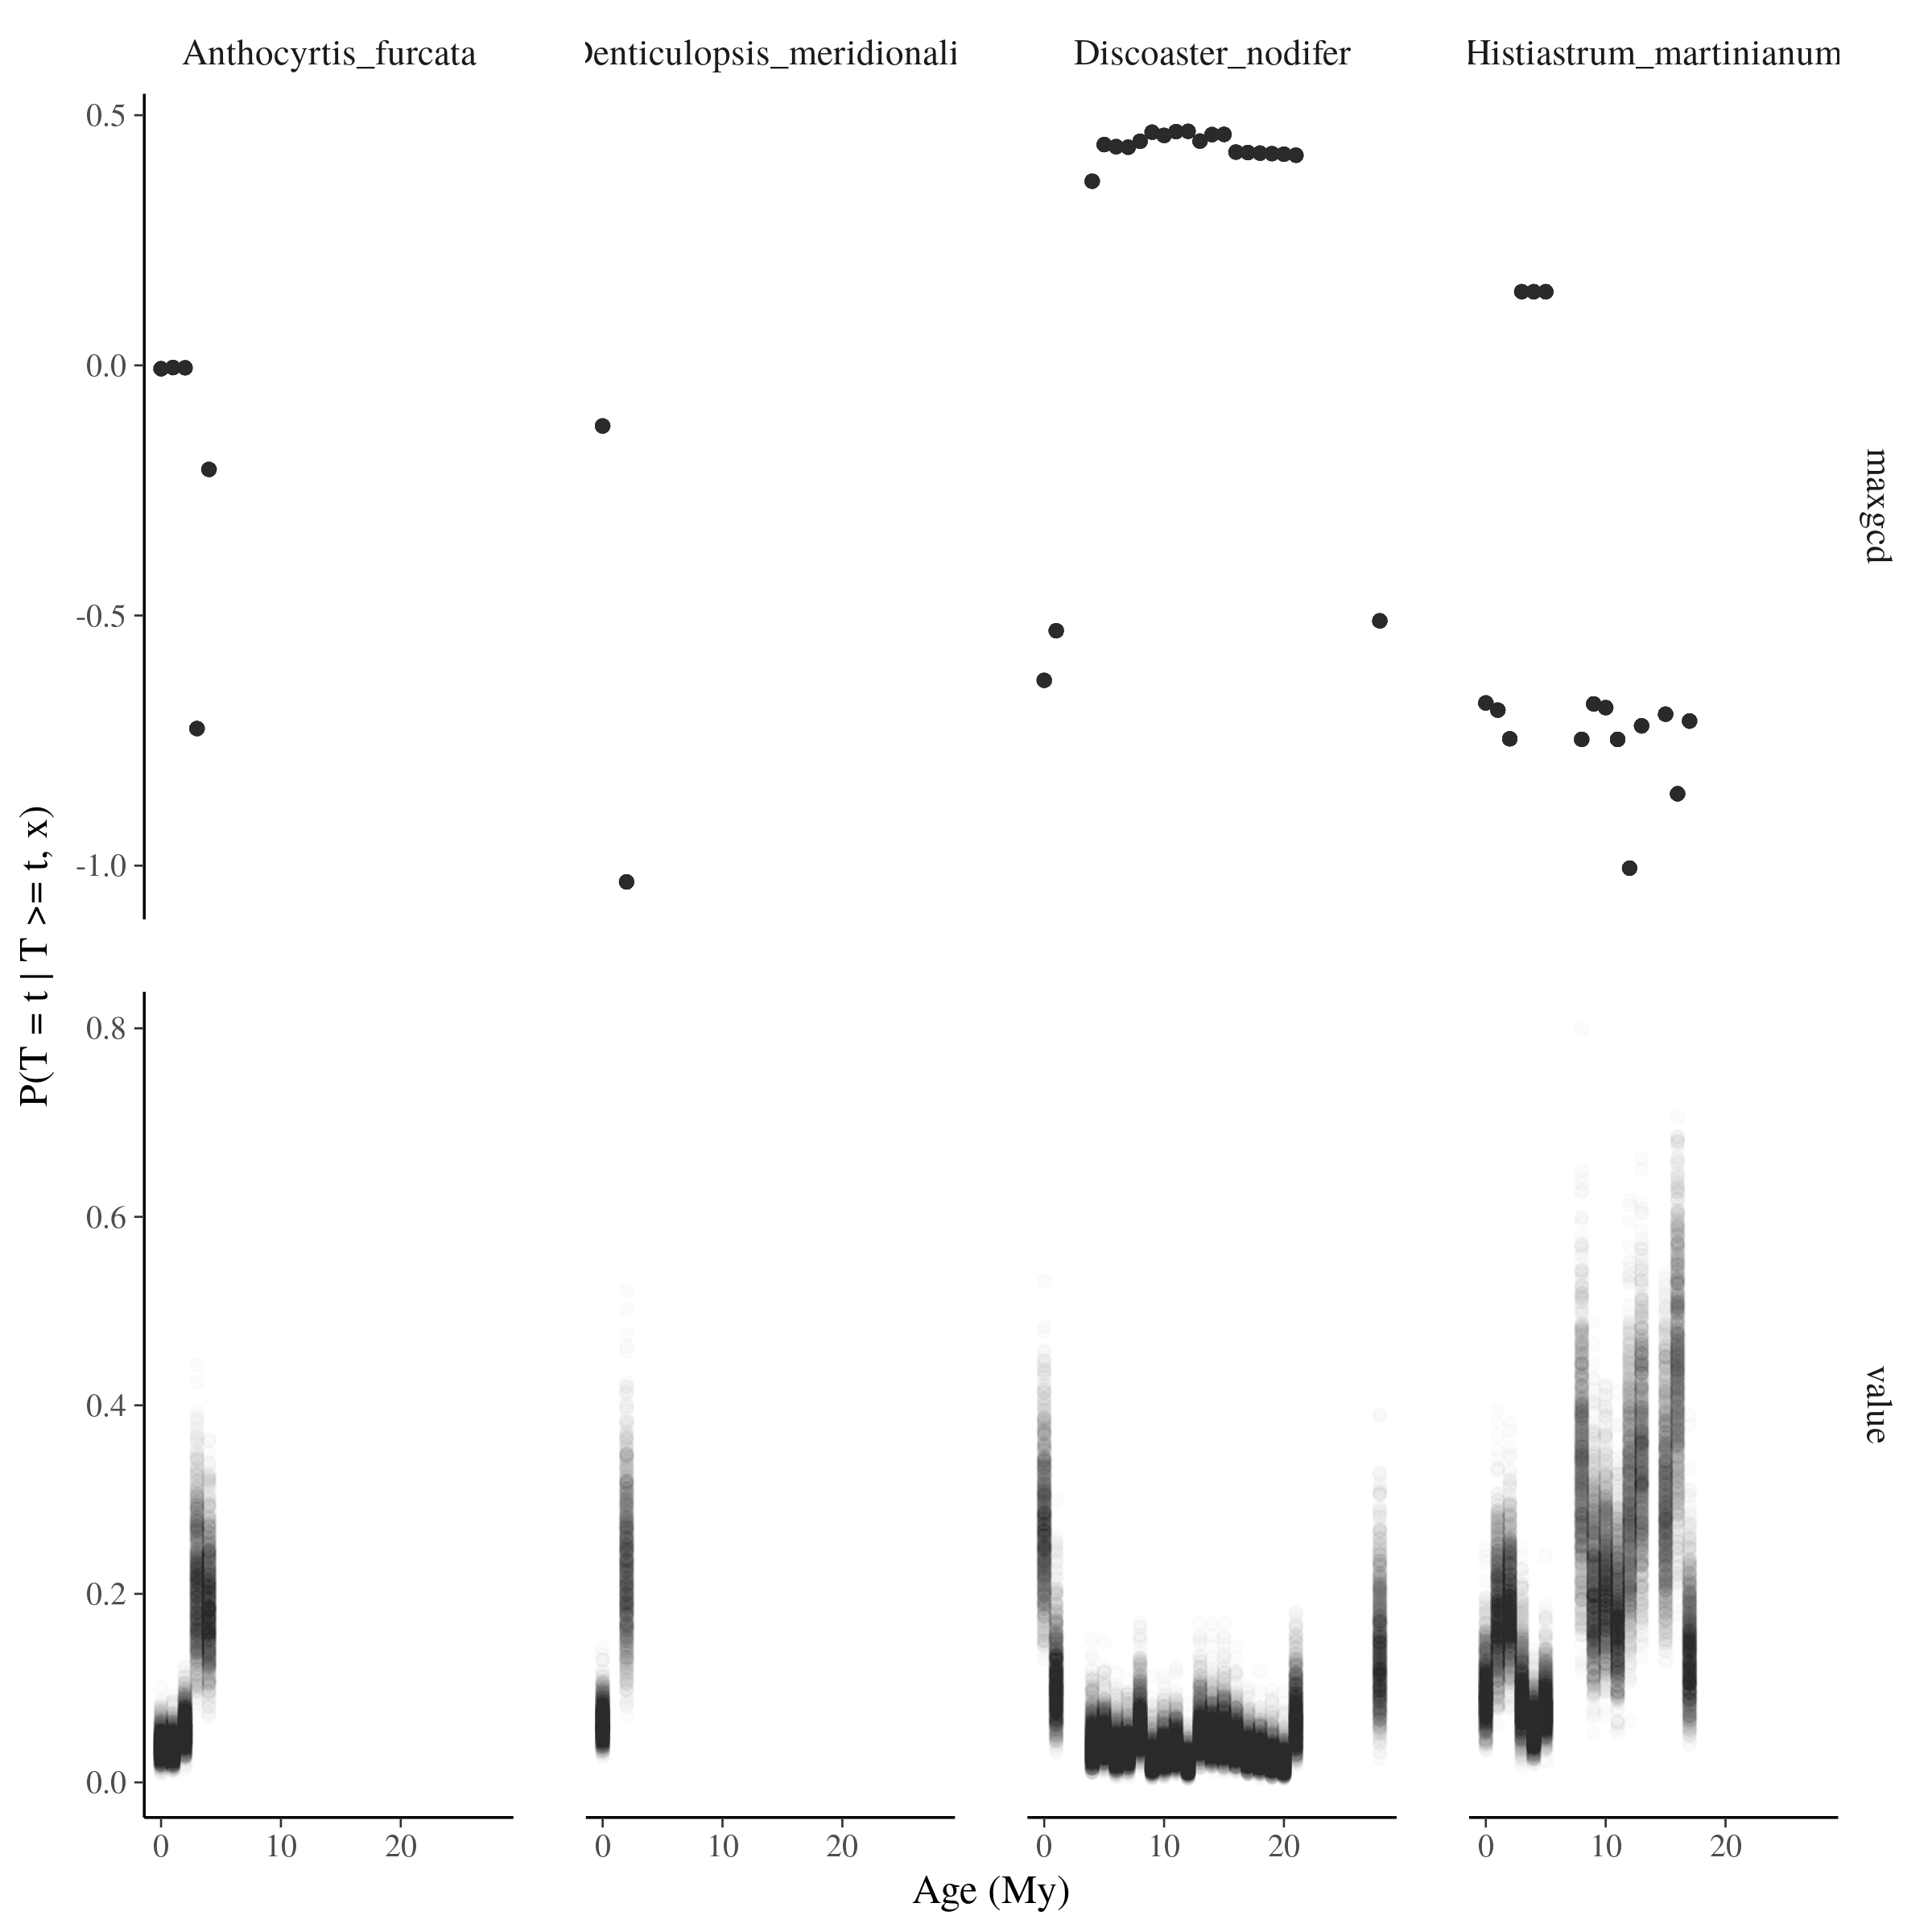 Anthocyrtis_furcata
enticulopsis_meridionali
Discoaster_nodifer
Histiastrum_martinianum
0.5
0.0
-0.5
-1.0
maxgcd
P(T = t | T >= t, x)
0.8
0.6
0.4
0.2
0.0
value
0 10 20 0 10 20 0 10 20 0 10 20
Age (My)